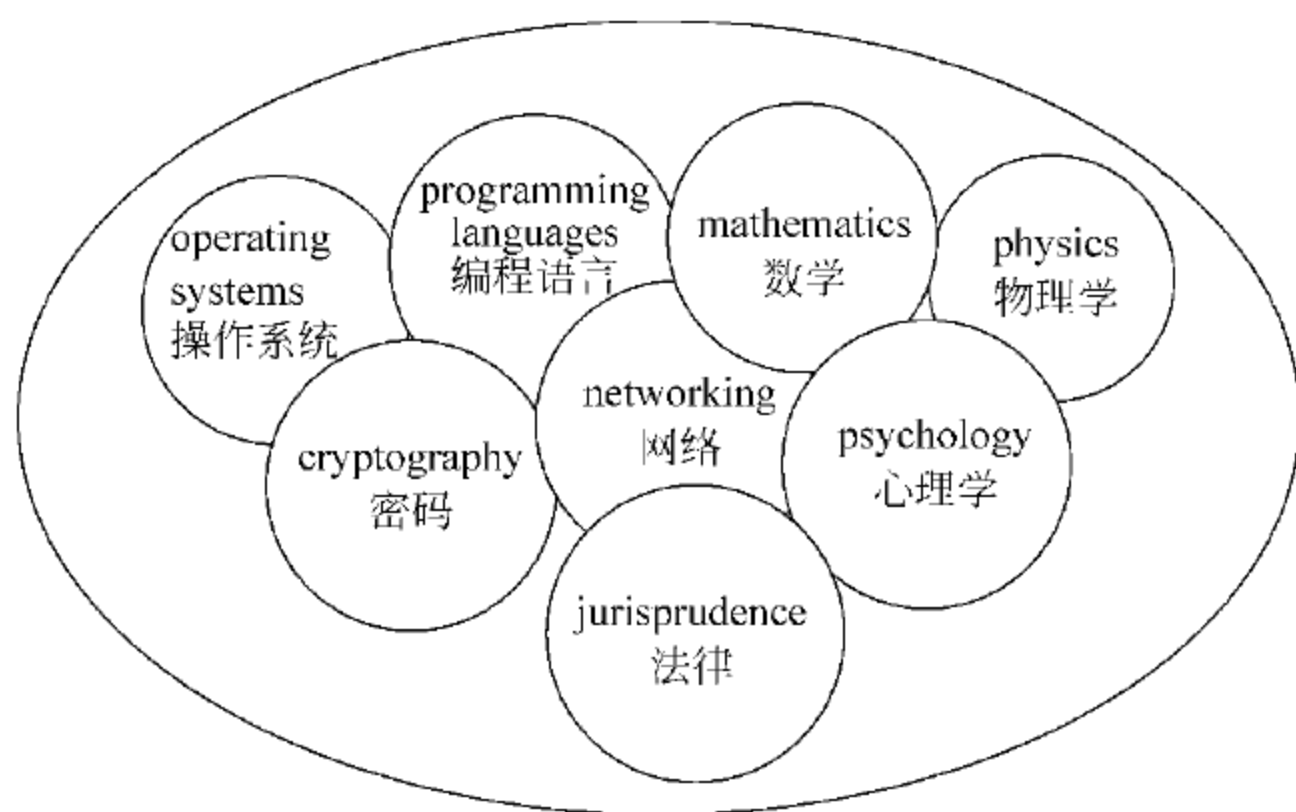 operating
systems
操作系统
programming
languages
编程语言
mathematics
数学
physics
物理学
cryptography
密码
networking
网络
psychology
心理学
jurisprudence
法律